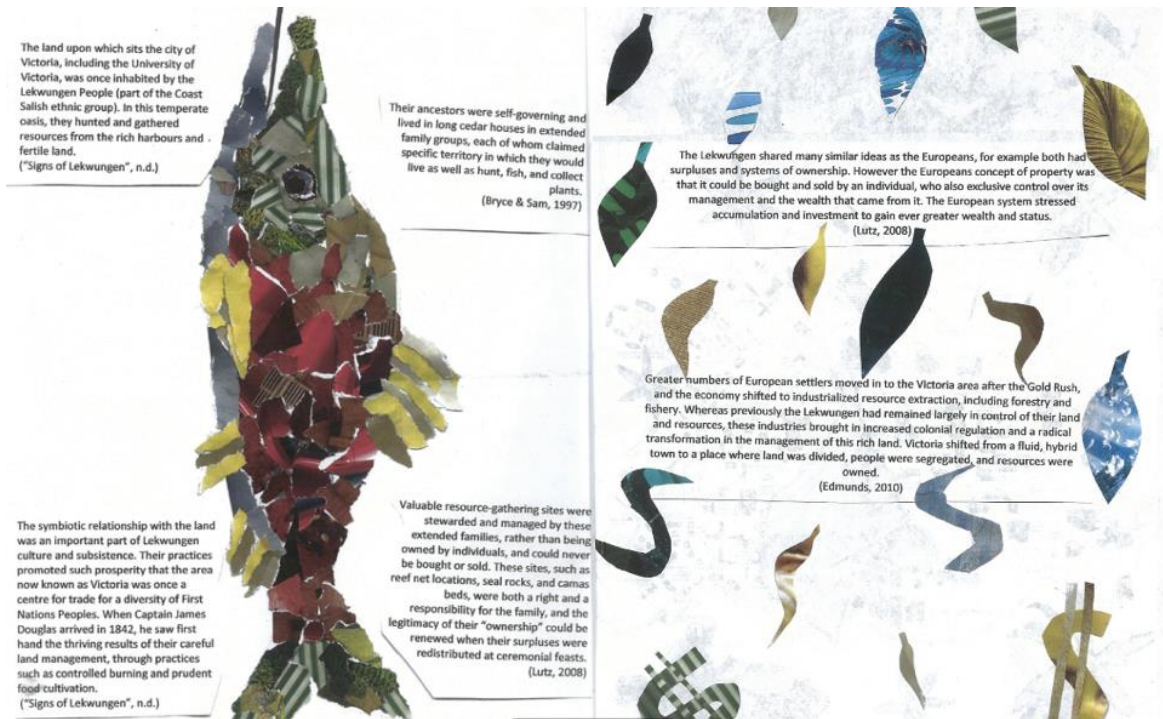 The land upon which sits the city of
Victoria, including the University of
Victoria, was once inhabited by the
Lekwungen People (part of the Coast
Salish ethnic group). In this temperate
oasis, they hunted and gathered
resources from the rich harbours and
fertile land.
("Signs of Lekwungen", n.d.)
Their ancestors were self-governing and
lived in long cedar houses in extended
family groups, each of whom claimed
specific territory in which they would
live as well as hunt, fish, and collect
plants.
(Bryce & Sam, 1997)
The symbiotic relationship with the land
was an important part of Lekwungen
culture and subsistence. Their practices
promoted such prosperity that the area
now known as Victoria was once a
centre for trade for a diversity of First
Nations Peoples. When Captain James
Douglas arrived in 1842, he saw first
hand the thriving results of their careful
land management, through practices
such as controlled burning and prudent
food cultivation.
("Signs of Lekwungen", n.d.)
Valuable resource-gathering sites were
stewarded and managed by these
extended families, rather than being
owned by individuals, and could never
be bought or sold. These sites, such as
reef net locations, seal rocks, and camas
beds, were both a right and a
responsibility for the family, and the
legitimacy of their "ownership" could be
renewed when their surpluses were
redistributed at ceremonial feasts.
(Lutz, 2008)
The Lekwungen shared many similar ideas as the Europeans, for example both had
surpluses and systems of ownership. However the Europeans concept of property was
that it could be bought and sold by an individual, who also exclusive control over its
management and the wealth that came from it. The European system stressed
accumulation and investment to gain ever greater wealth and status.
(Lutz, 2008)
Greater numbers of European settlers moved in to the Victoria area after the Gold Rush,
and the economy shifted to industrialized resource extraction, including forestry and
fishery. Whereas previously the Lekwungen had remained largely in control of their land
and resources, these industries brought in increased colonial regulation and a radical
transformation in the management of this rich land. Victoria shifted from a fluid, hybrid
town to a place where land was divided, people were segregated, and resources were
owned.
(Edmunds, 2010)